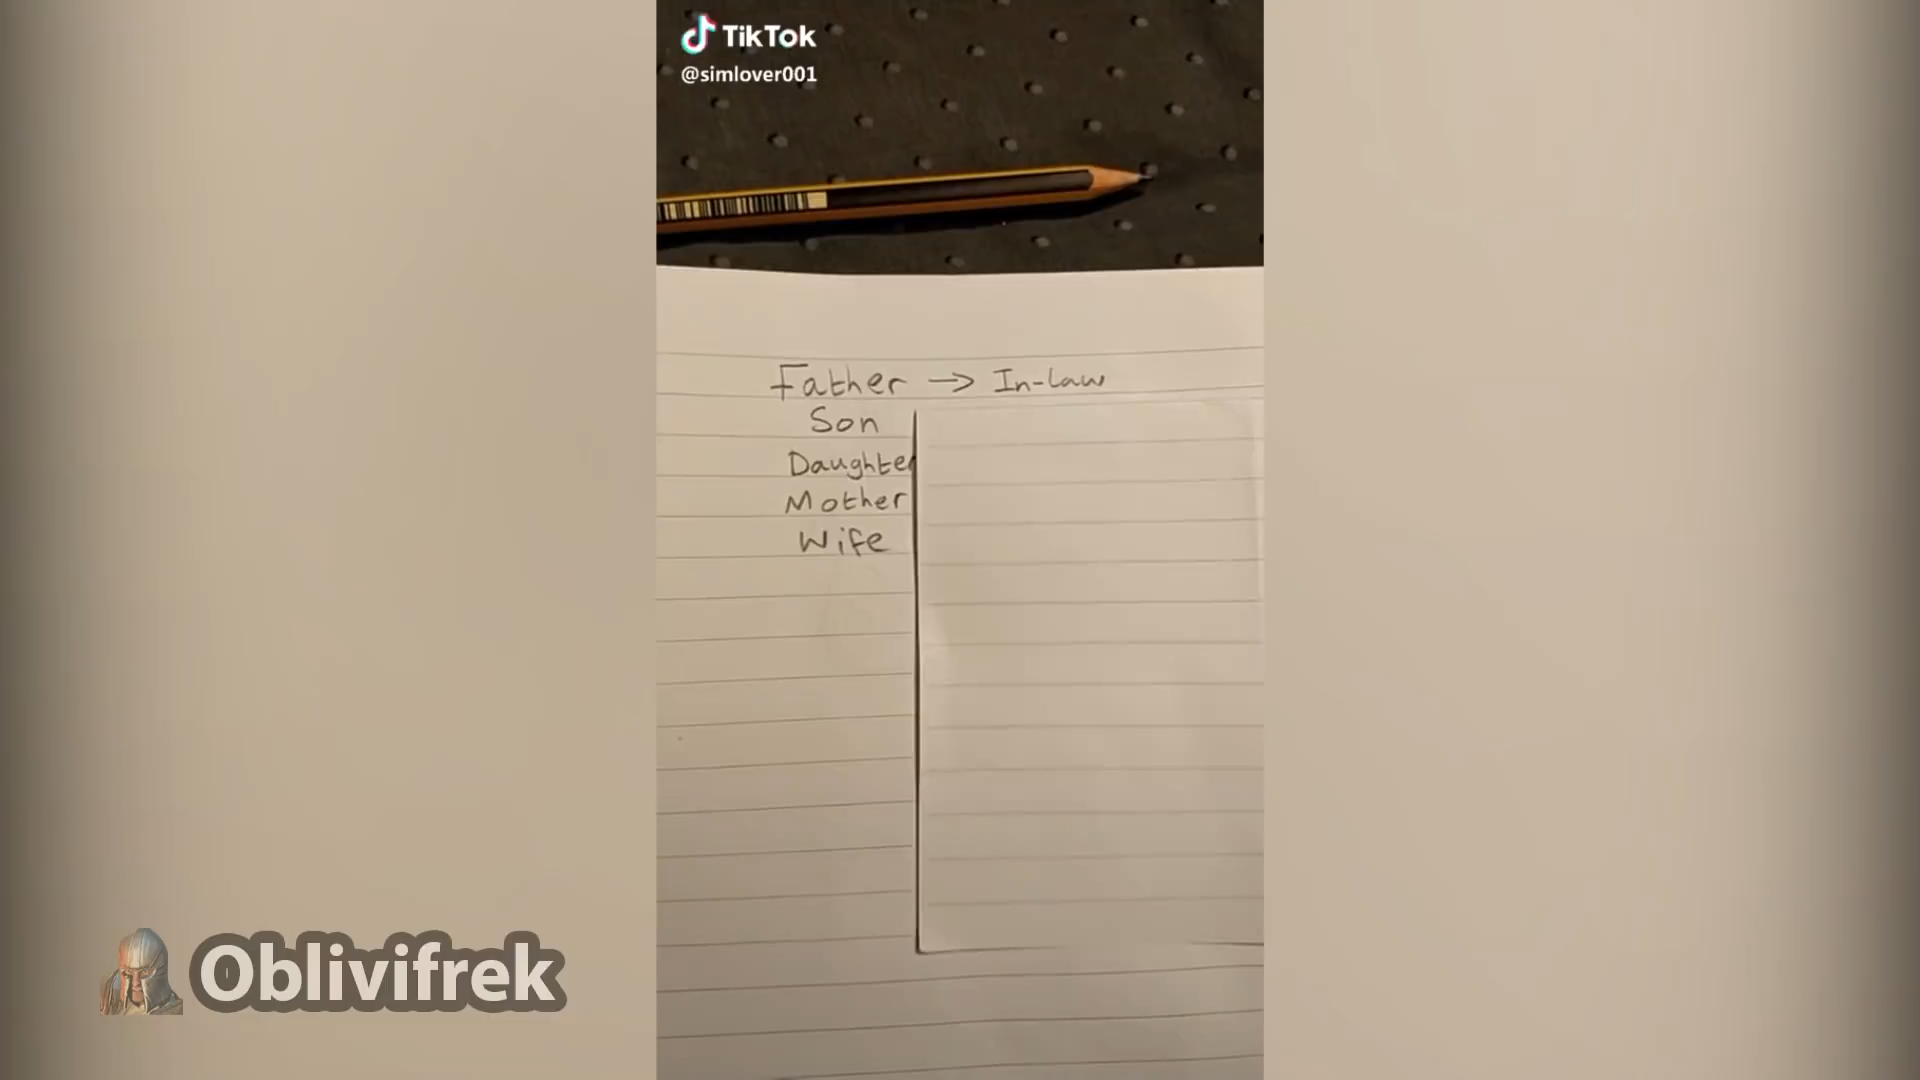 TikTok
@simlover001
Father → In-law
Son
Daughter
Mother
Wife
Oblivifrek